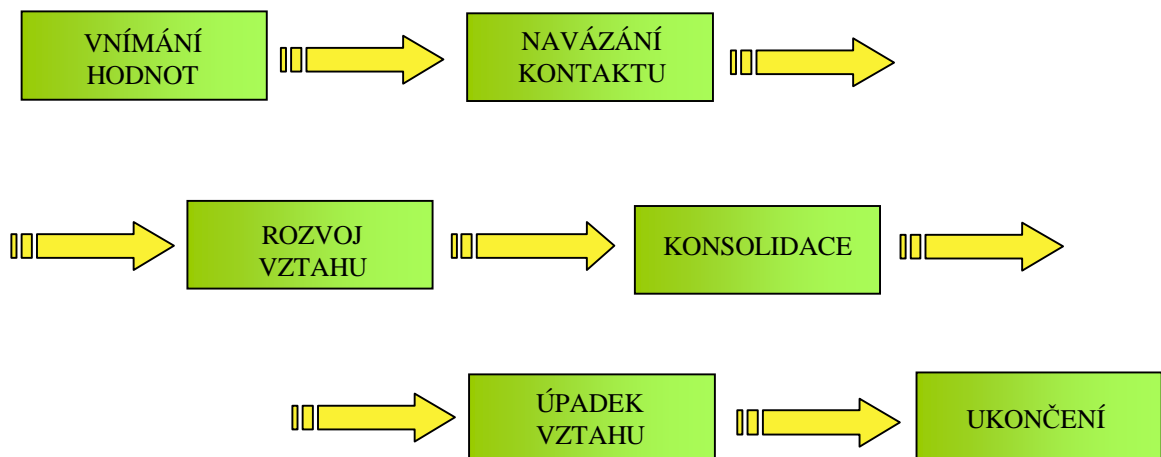 VNÍMÁNÍ
HODNOT
NAVÁZÁNÍ
KONTAKTU
ROZVOJ
VZTAHU
KONSOLIDACE
ÚPADEK
VZTAHU
UKONČENÍ